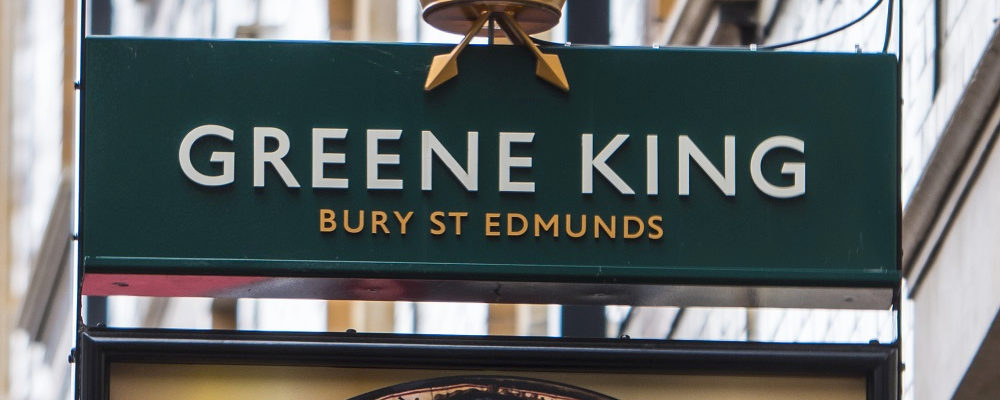 GREENE KING
BURY ST EDMUNDS